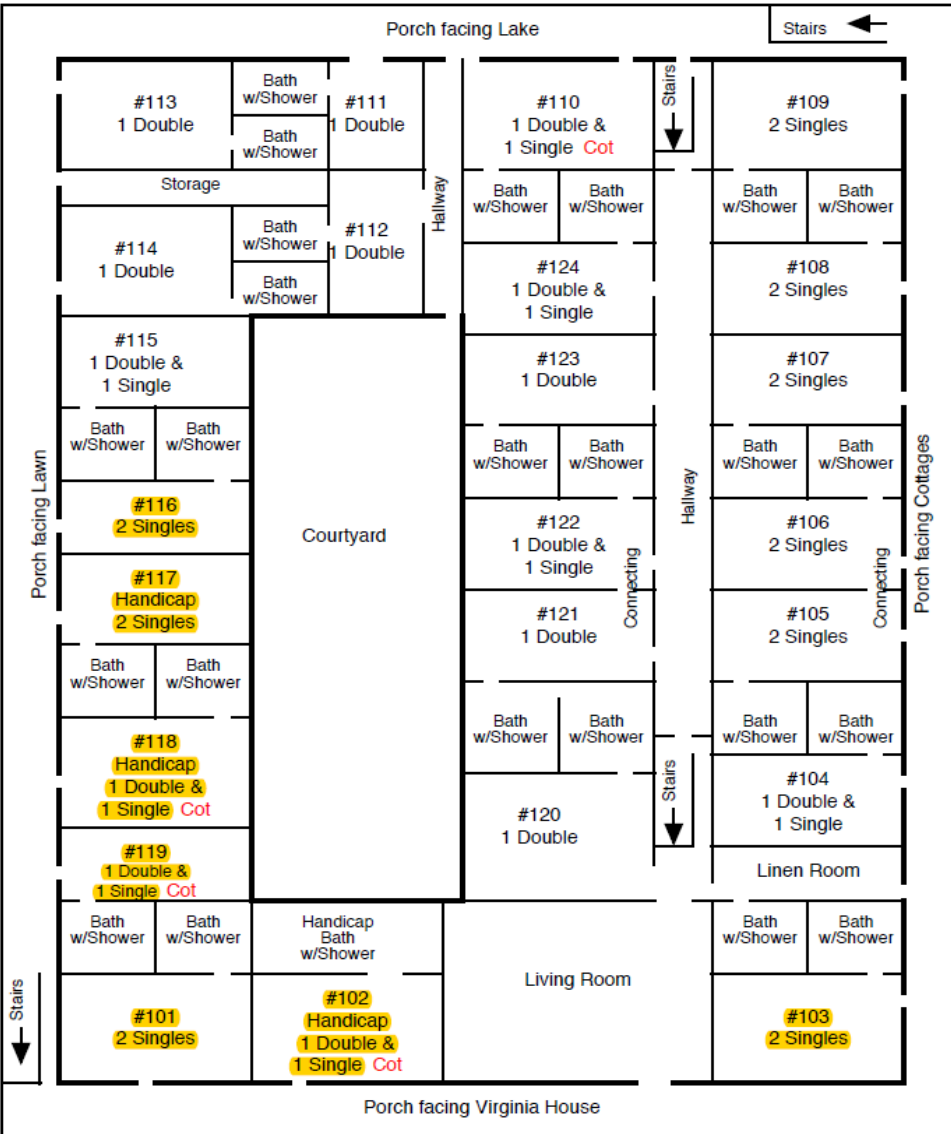 Porch facing Lake
Stairs
#113
1 Double
Bath
w/Shower
Bath
w/Shower
#111
1 Double
Hallway
#110
1 Double &
1 Single Cot
Stairs
#109
2 Singles
Storage
#114
1 Double
Bath
w/Shower
Bath
w/Shower
#112
1 Double
Bath
w/Shower
Bath
w/Shower
Bath
w/Shower
Bath
w/Shower
#124
1 Double &
1 Single
#108
2 Singles
#115
1 Double &
1 Single
#123
1 Double
#107
2 Singles
Bath
w/Shower
Bath
w/Shower
Bath
w/Shower
Bath
w/Shower
Bath
w/Shower
Bath
w/Shower
Porch facing Lawn
Hallway
Porch facing Cottages
#116
2 Singles
Courtyard
#122
1 Double &
1 Single
#106
2 Singles
Connecting
Connecting
#117
Handicap
2 Singles
#121
1 Double
#105
2 Singles
Bath
w/Shower
Bath
w/Shower
Bath
w/Shower
Bath
w/Shower
Bath
w/Shower
Bath
w/Shower
#118
Handicap
1 Double &
1 Single Cot
Stairs
#120
1 Double
#104
1 Double &
1 Single
#119
1 Double &
1 Single Cot
Linen Room
Bath
w/Shower
Bath
w/Shower
Handicap
Bath
w/Shower
Living Room
Bath
w/Shower
Bath
w/Shower
Stairs
#101
2 Singles
#102
Handicap
1 Double &
1 Single Cot
#103
2 Singles
Porch facing Virginia House